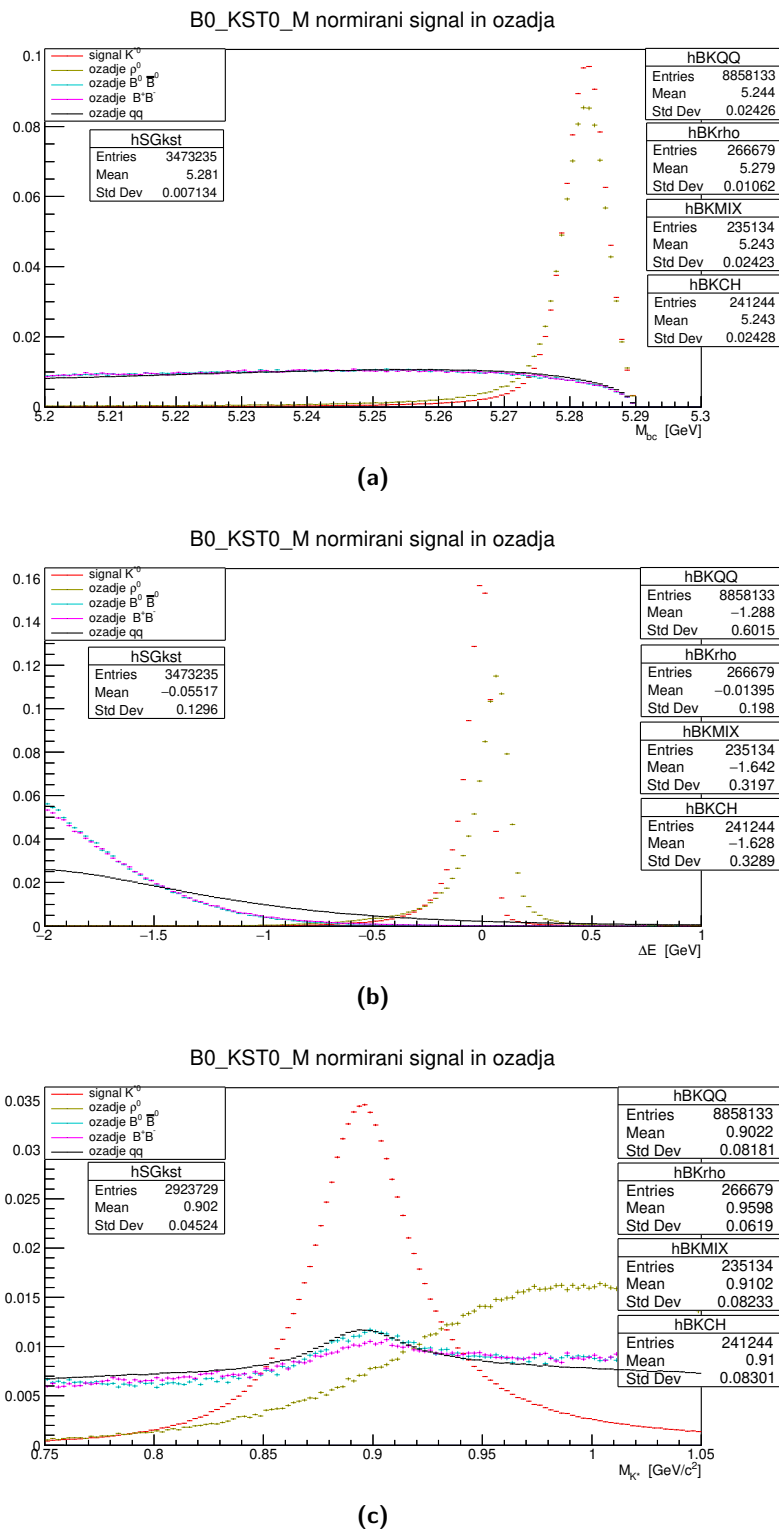 B0_KST0_M normirani signal in ozadja
signal K*0
ozadje ρ0
ozadje B0 B̅0
ozadje B+B-
ozadje qq
hSGkst
Entries 3473235
Mean 5.281
Std Dev 0.007134
hBKQQ
Entries 8858133
Mean 5.244
Std Dev 0.02426
hBKrho
Entries 266679
Mean 5.279
Std Dev 0.01062
hBKMIX
Entries 235134
Mean 5.243
Std Dev 0.02423
hBKCH
Entries 241244
Mean 5.243
Std Dev 0.02428
0.1
0.08
0.06
0.04
0.02
0
5.2 5.21 5.22 5.23 5.24 5.25 5.26 5.27 5.28 5.29 5.3
Mbc [GeV]
(a)
B0_KST0_M normirani signal in ozadja
signal K*0
ozadje ρ0
ozadje B0 B̅0
ozadje B+B-
ozadje qq
hSGkst
Entries 3473235
Mean −0.05517
Std Dev 0.1296
hBKQQ
Entries 8858133
Mean −1.288
Std Dev 0.6015
hBKrho
Entries 266679
Mean −0.01395
Std Dev 0.198
hBKMIX
Entries 235134
Mean −1.642
Std Dev 0.3197
hBKCH
Entries 241244
Mean −1.628
Std Dev 0.3289
0.16
0.14
0.12
0.1
0.08
0.06
0.04
0.02
0
−2 −1.5 −1 −0.5 0 0.5 1
ΔE [GeV]
(b)
B0_KST0_M normirani signal in ozadja
signal K*0
ozadje ρ0
ozadje B0 B̅0
ozadje B+B-
ozadje qq
hSGkst
Entries 2923729
Mean 0.902
Std Dev 0.04524
hBKQQ
Entries 8858133
Mean 0.9022
Std Dev 0.08181
hBKrho
Entries 266679
Mean 0.9598
Std Dev 0.0619
hBKMIX
Entries 235134
Mean 0.9102
Std Dev 0.08233
hBKCH
Entries 241244
Mean 0.91
Std Dev 0.08301
0.035
0.03
0.025
0.02
0.015
0.01
0.005
0
0.75 0.8 0.85 0.9 0.95 1 1.05
MK* [GeV/c2]
(c)